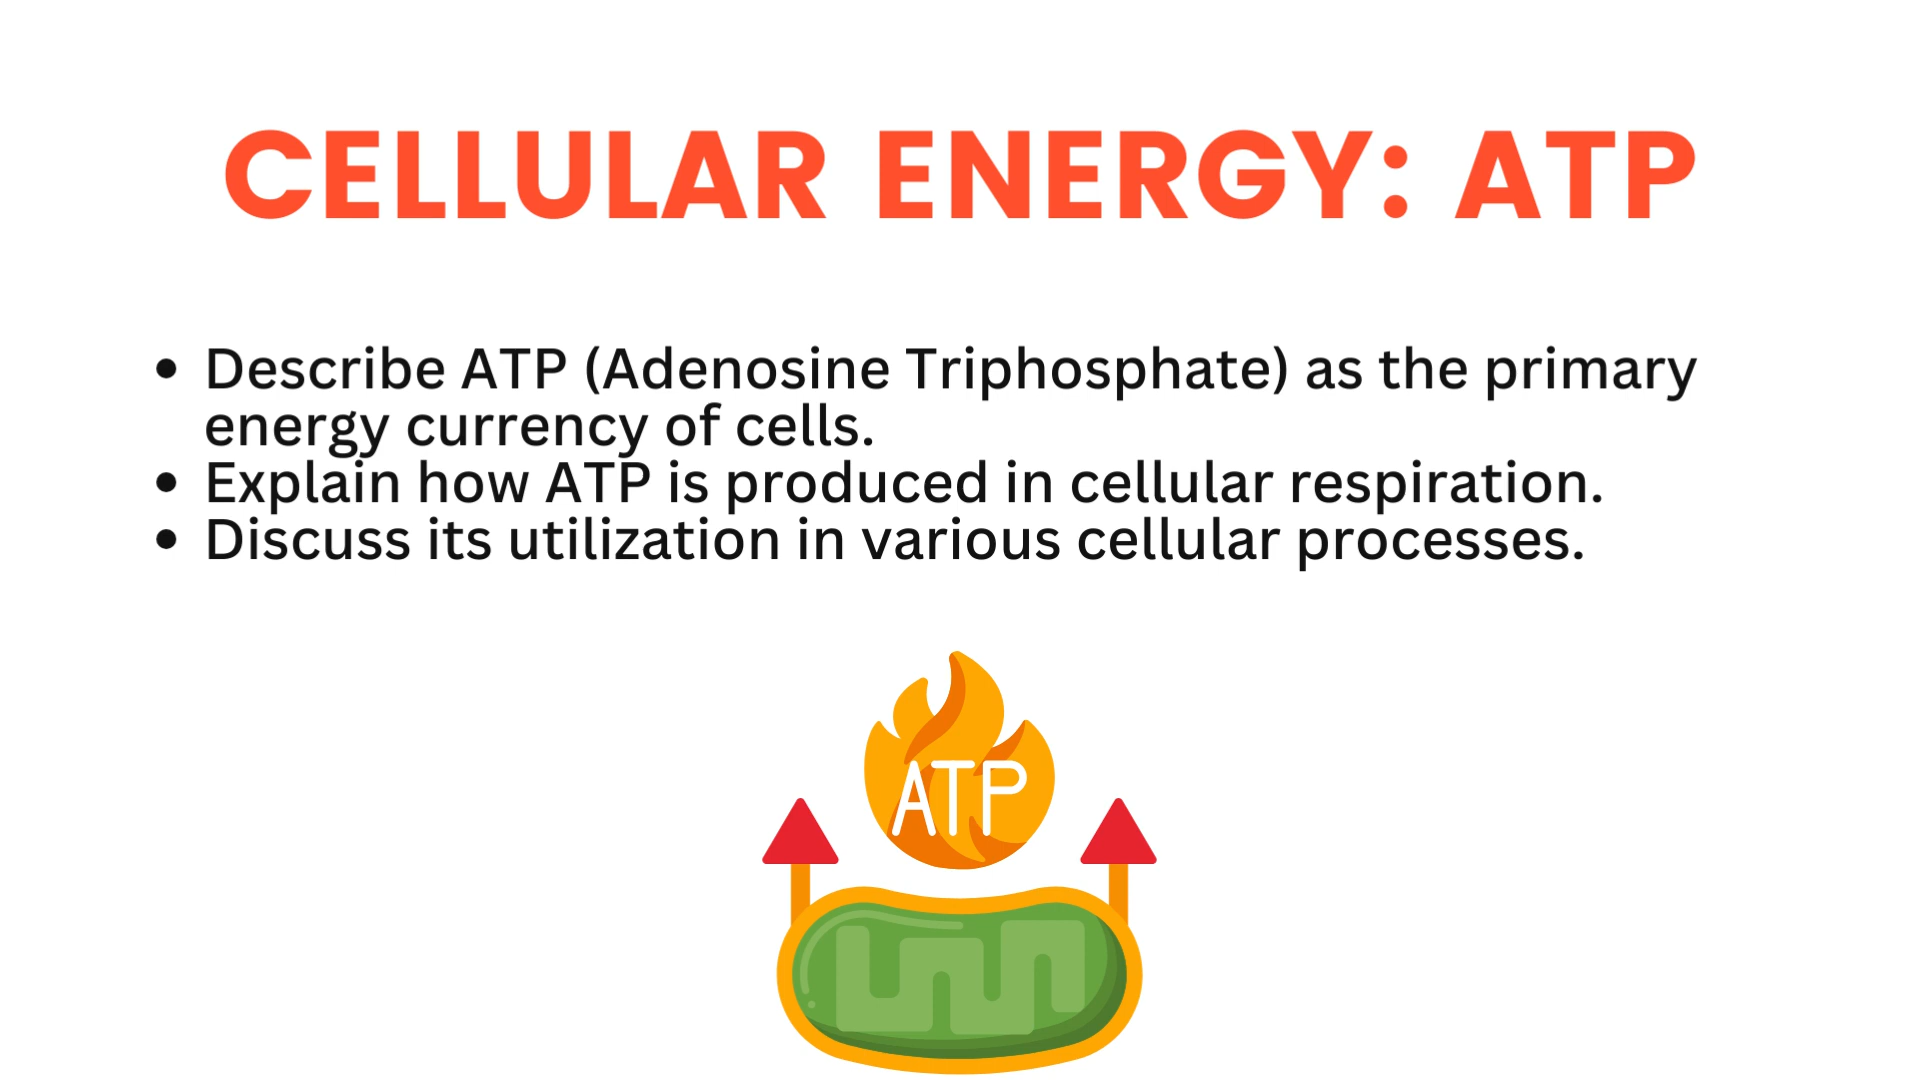 CELLULAR ENERGY: ATP
• Describe ATP (Adenosine Triphosphate) as the primary
energy currency of cells.
• Explain how ATP is produced in cellular respiration.
• Discuss its utilization in various cellular processes.
ATP